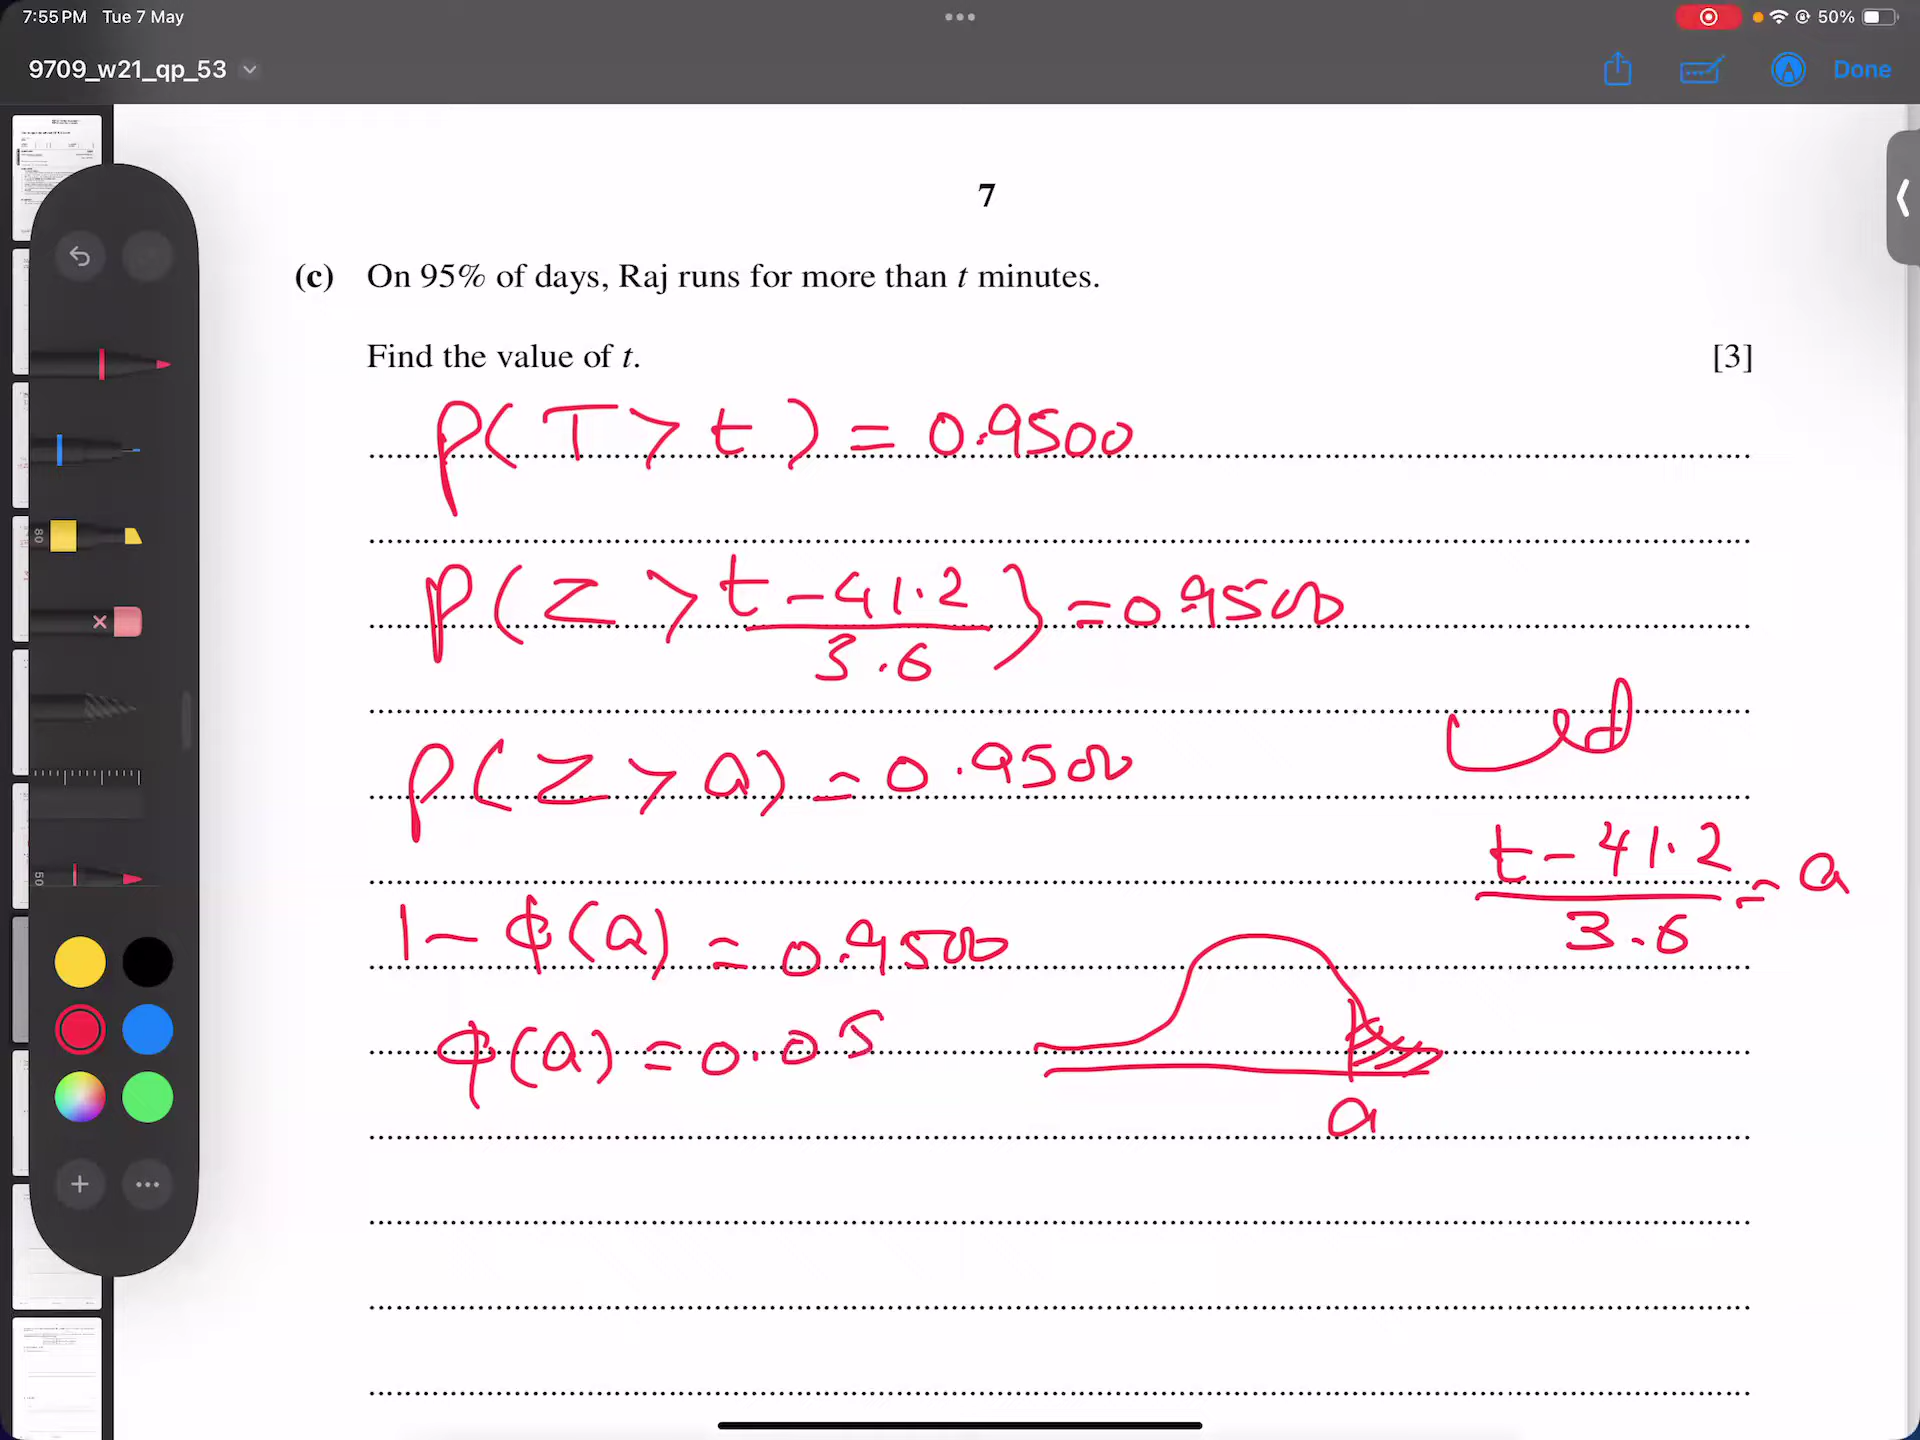 7:55 PM Tue 7 May
50%
9709_w21_qp_53
Done
7
(c) On 95% of days, Raj runs for more than t minutes.
Find the value of t. [3]
P(T > t) = 0.9500
P(Z > t - 41.2 / 3.6) = 0.9500
P(Z > a) = 0.9500
t - 41.2 / 3.6 = a
1 - Φ(a) = 0.9500
Φ(a) = 0.05
a
80
50